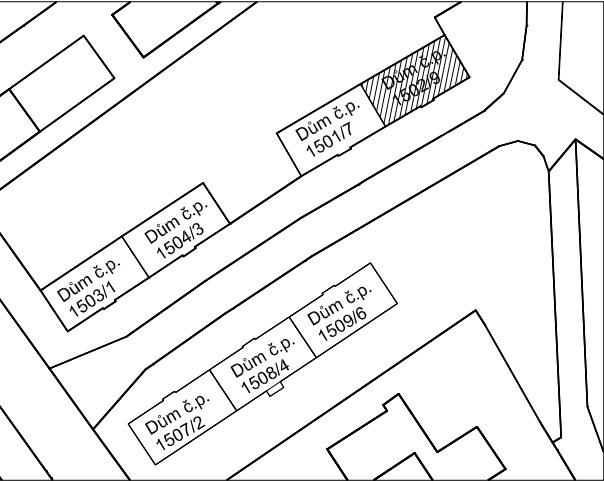 Dům č.p.
1502/9
Dům č.p.
1501/7
Dům č.p.
1504/3
Dům č.p.
1503/1
Dům č.p.
1509/6
Dům č.p.
1508/4
Dům č.p.
1507/2